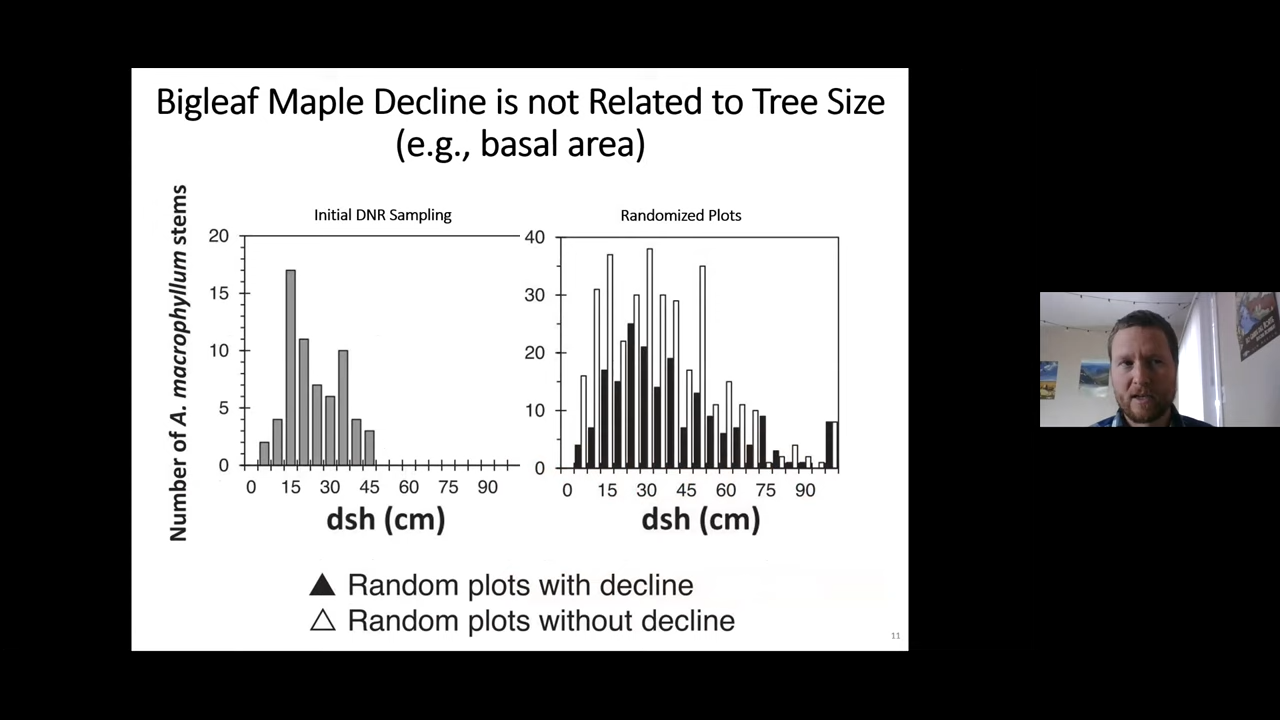 Bigleaf Maple Decline is not Related to Tree Size
(e.g., basal area)
Number of A. macrophyllum stems
Initial DNR Sampling
20
15
10
5
0
0 15 30 45 60 75 90
dsh (cm)
Randomized Plots
40
30
20
10
0
0 15 30 45 60 75 90
dsh (cm)
▲ Random plots with decline
△ Random plots without decline
11